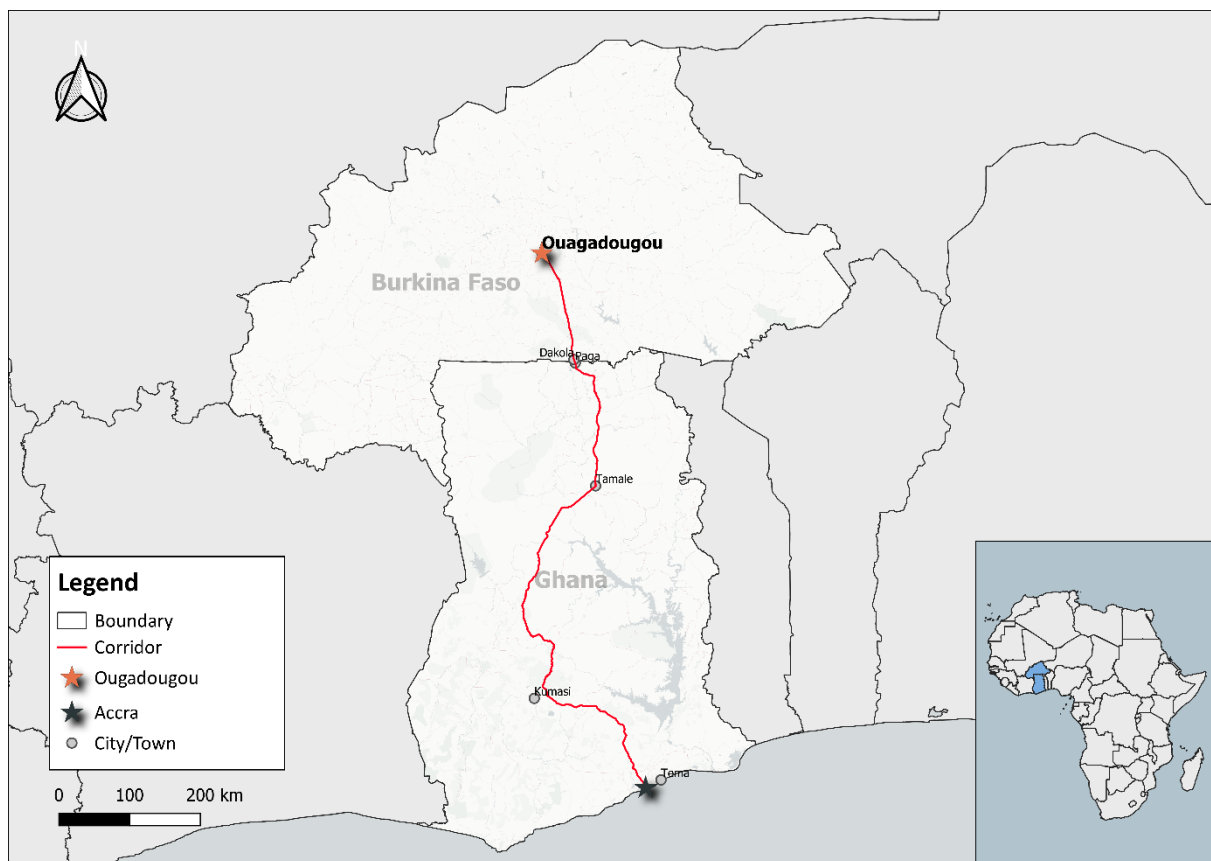 N
Ouagadougou
Burkina Faso
Dakola
Paga
Tamale
Ghana
Kumasi
Tema
Legend
Boundary
Corridor
Ougadougou
Accra
City/Town
0 100 200 km